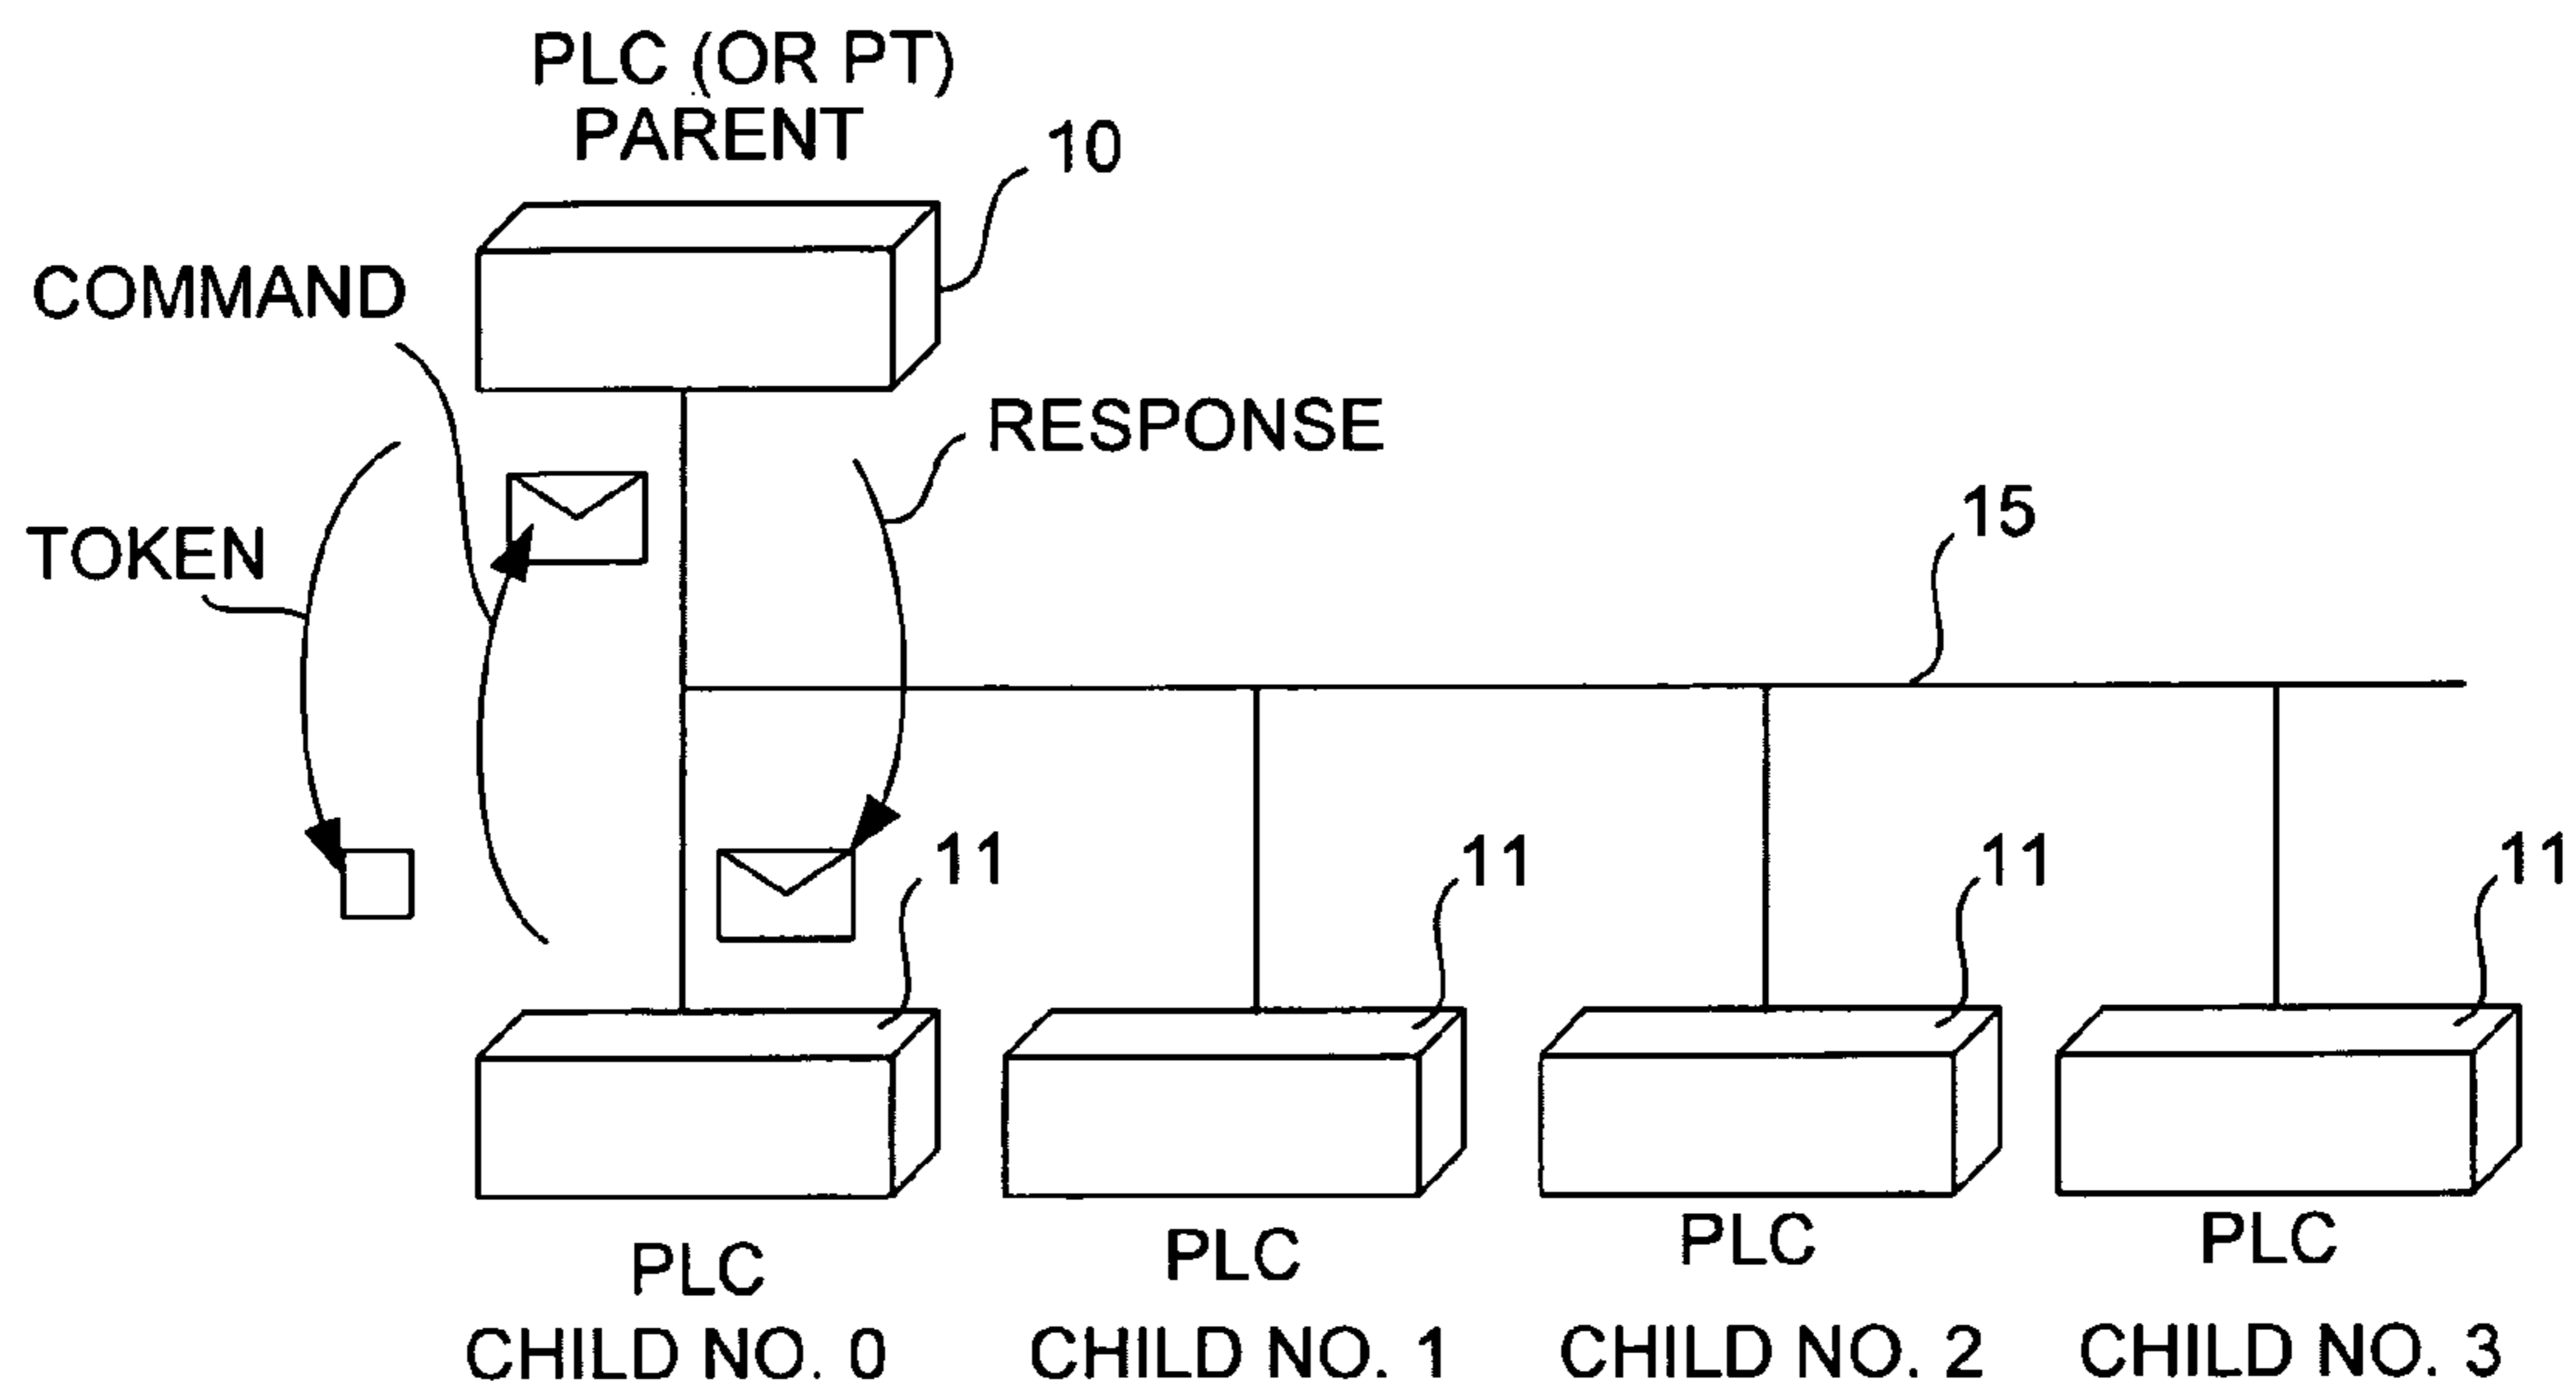 PLC (OR PT)
PARENT
10
COMMAND
RESPONSE
15
TOKEN
11
11
11
11
PLC
CHILD NO. 0
PLC
CHILD NO. 1
PLC
CHILD NO. 2
PLC
CHILD NO. 3